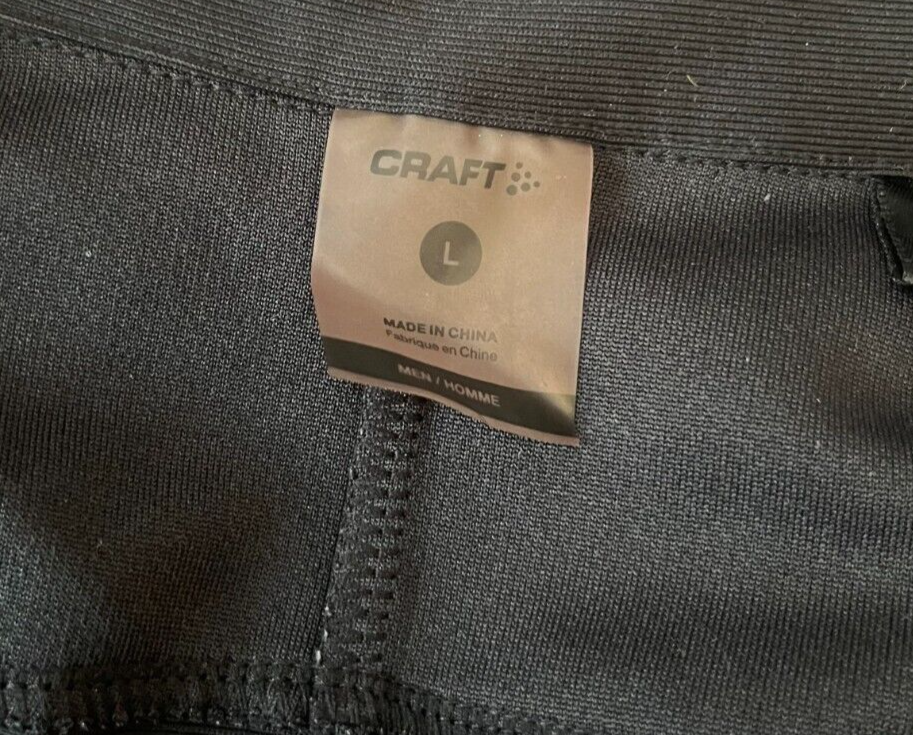 CRAFT
L
MADE IN CHINA
Fabriqué en Chine
MEN / HOMME